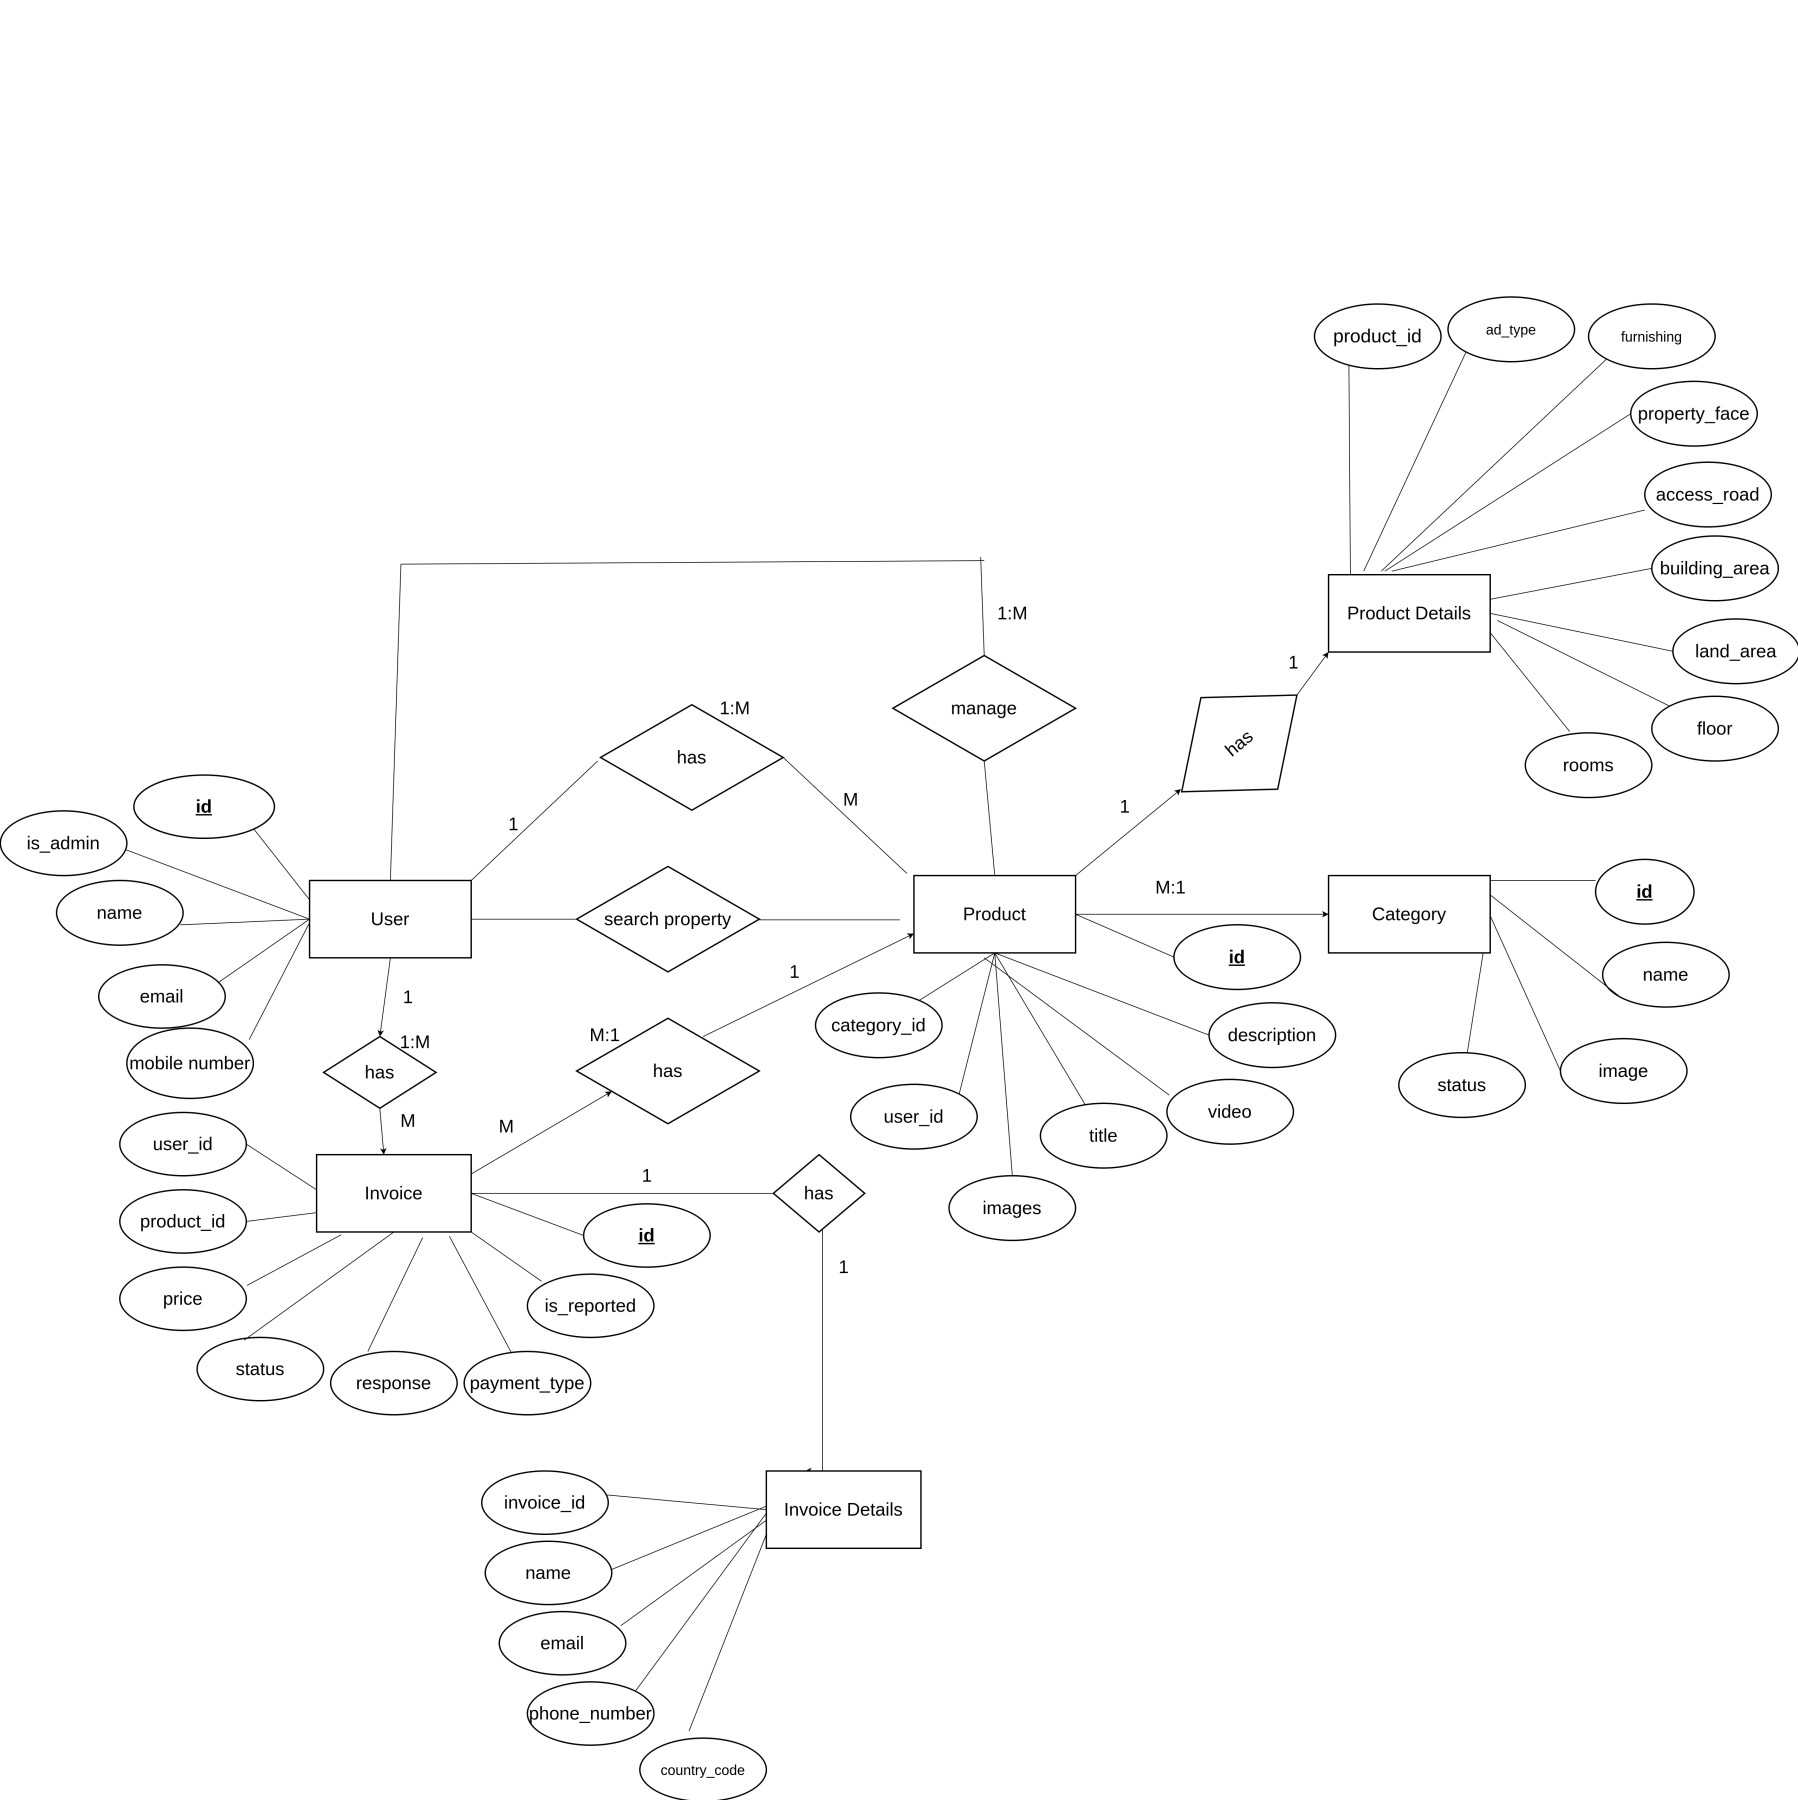 product_id
ad_type
furnishing
property_face
access_road
building_area
Product Details
1:M
land_area
1
manage
1:M
floor
has
has
rooms
id
M
1
1
is_admin
M:1
id
name
User
search property
Product
Category
id
name
1
email
1
category_id
description
M:1
1:M
mobile number
has
has
image
status
M
M
user_id
user_id
video
title
1
Invoice
has
images
product_id
id
1
price
is_reported
status
response
payment_type
invoice_id
Invoice Details
name
email
phone_number
country_code